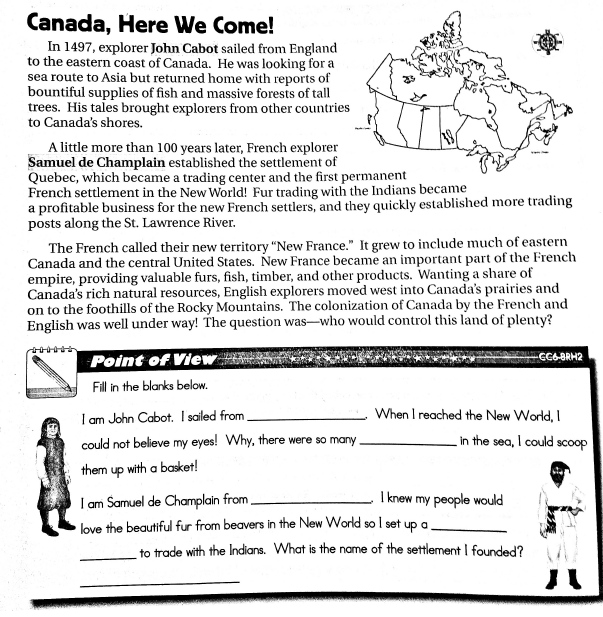 Canada, Here We Come!
In 1497, explorer John Cabot sailed from England
to the eastern coast of Canada. He was looking for a
sea route to Asia but returned home with reports of
bountiful supplies of fish and massive forests of tall
trees. His tales brought explorers from other countries
to Canada's shores.
A little more than 100 years later, French explorer
Samuel de Champlain established the settlement of
Quebec, which became a trading center and the first permanent
French settlement in the New World! Fur trading with the Indians became
a profitable business for the new French settlers, and they quickly established more trading
posts along the St. Lawrence River.
The French called their new territory "New France." It grew to include much of eastern
Canada and the central United States. New France became an important part of the French
empire, providing valuable furs, fish, timber, and other products. Wanting a share of
Canada's rich natural resources, English explorers moved west into Canada's prairies and
on to the foothills of the Rocky Mountains. The colonization of Canada by the French and
English was well under way! The question was—who would control this land of plenty?
Point of View CC6-8RH2
Fill in the blanks below.
I am John Cabot. I sailed from ____________. When I reached the New World, I
could not believe my eyes! Why, there were so many ____________ in the sea, I could scoop
them up with a basket!
I am Samuel de Champlain from ____________. I knew my people would
love the beautiful fur from beavers in the New World so I set up a ____________
________ to trade with the Indians. What is the name of the settlement I founded?
____________________